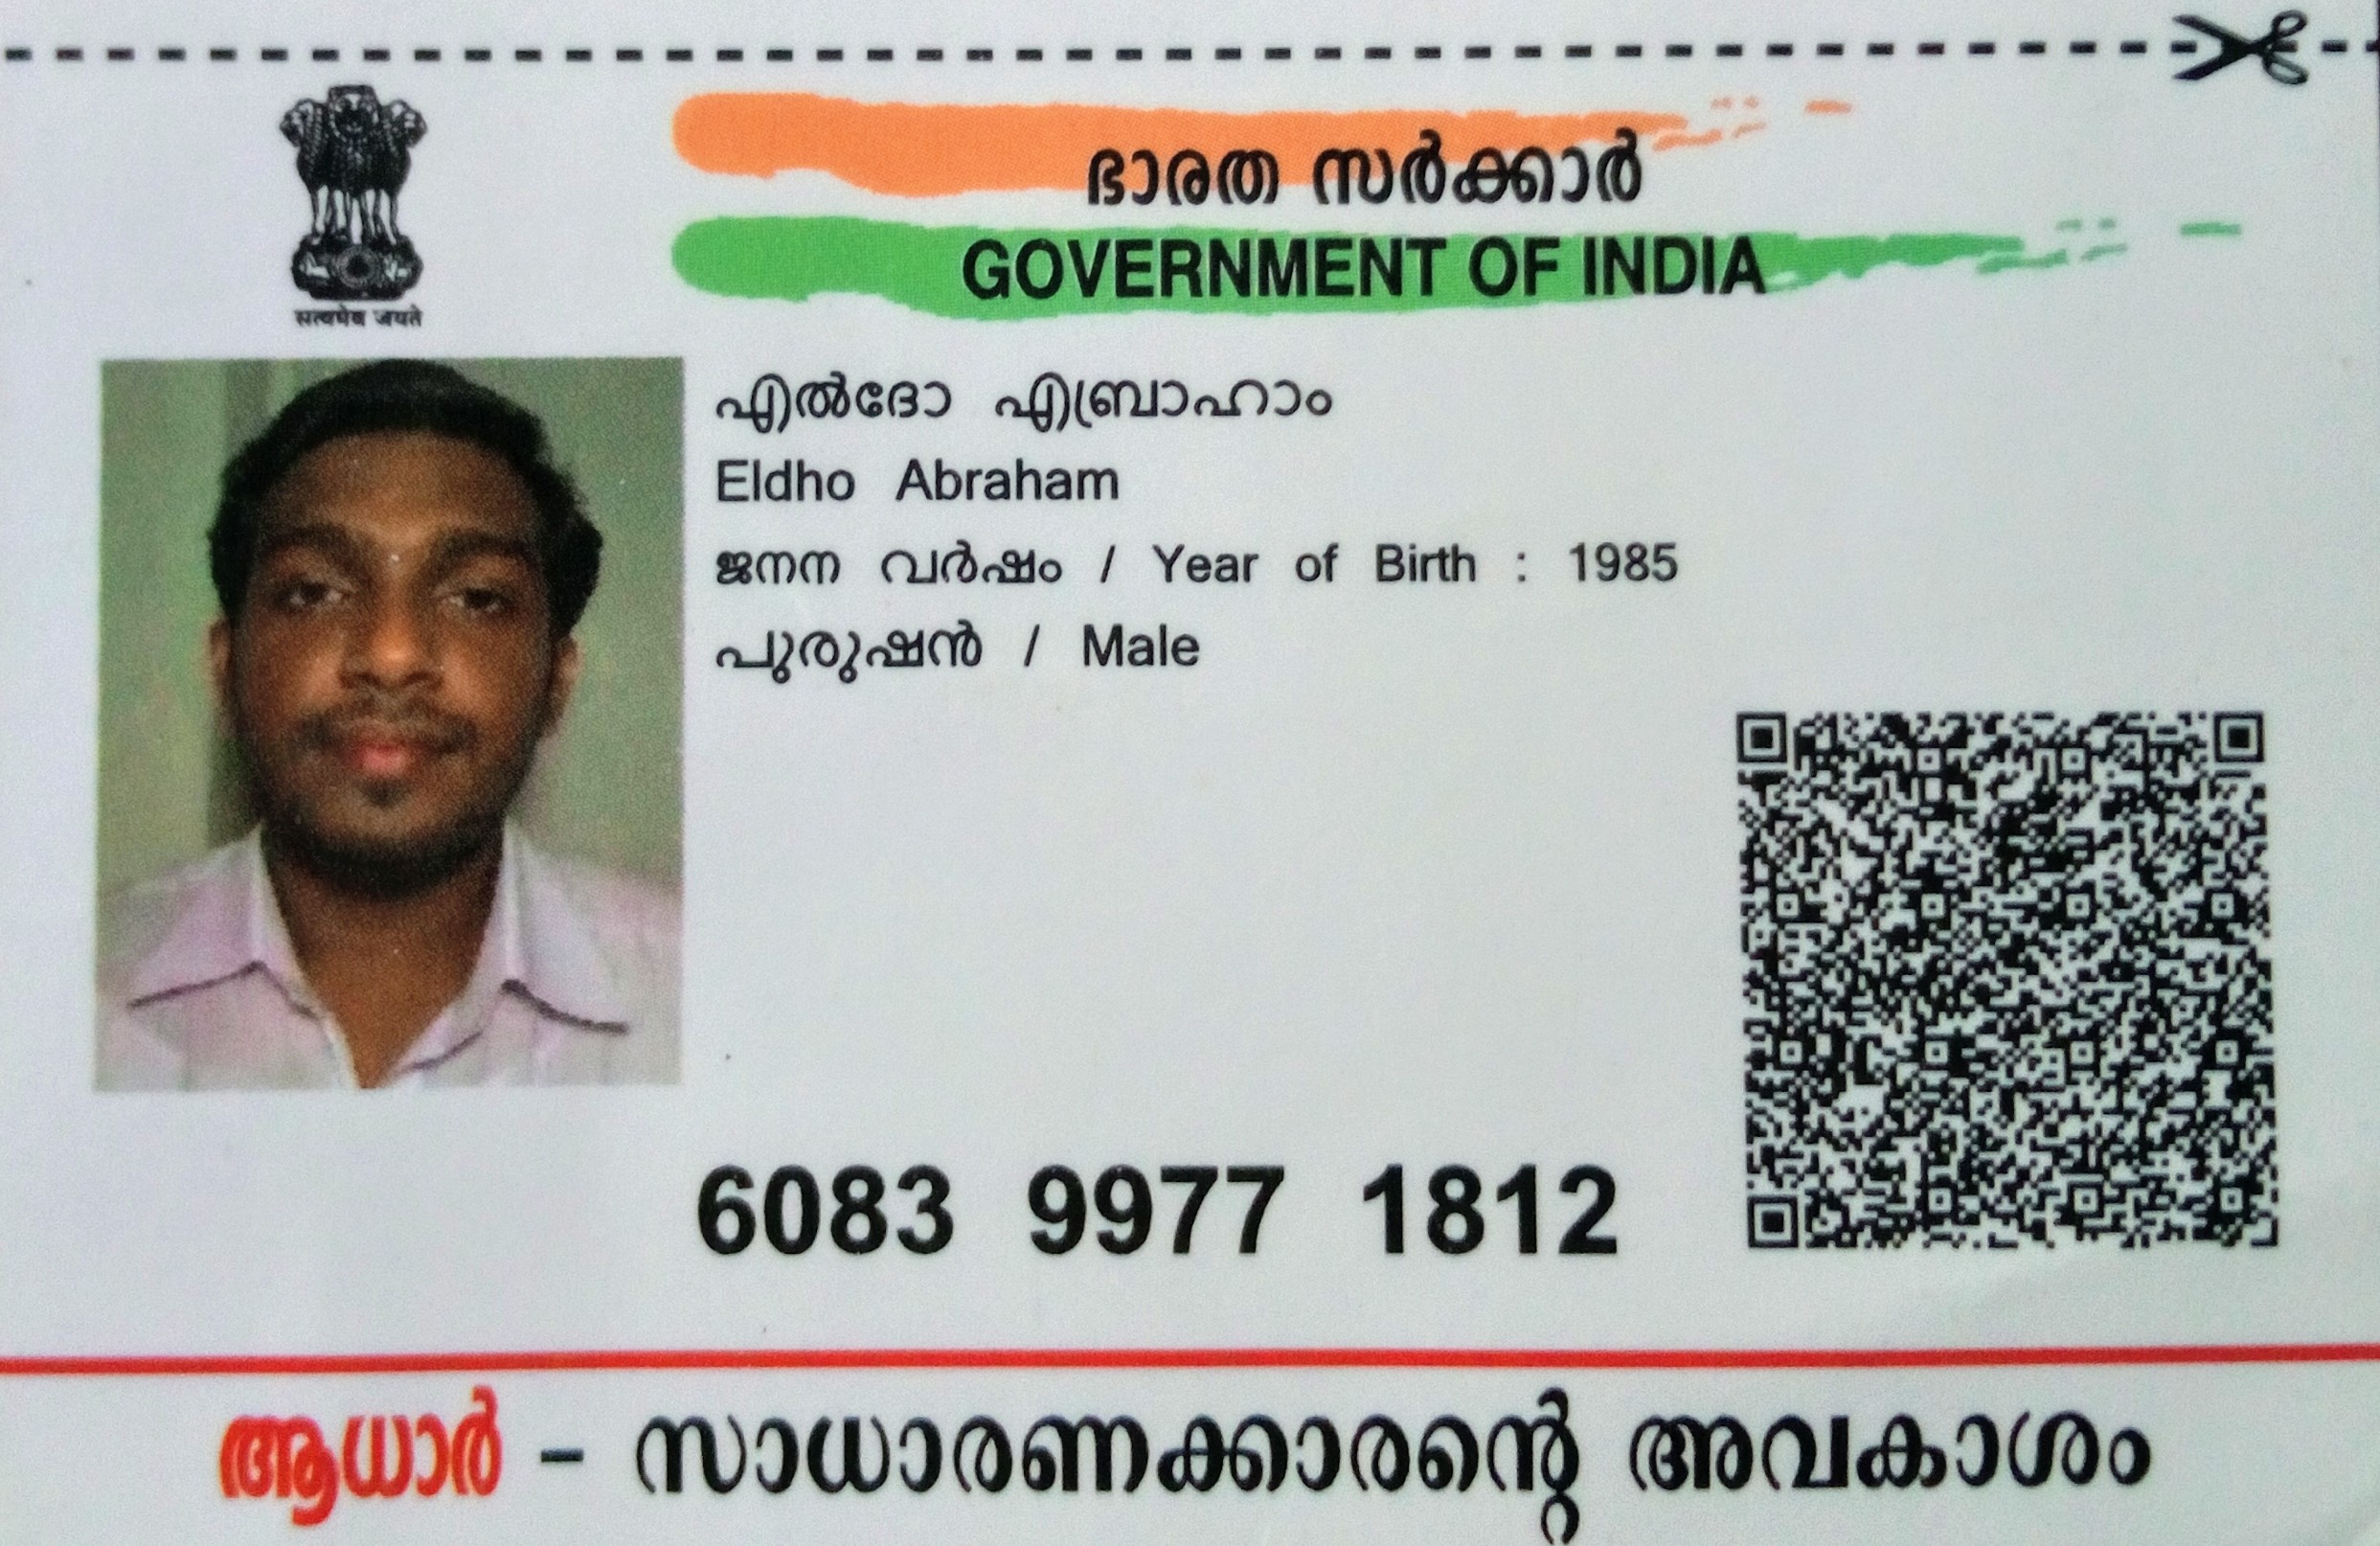 ഭാരത സർക്കാർ
GOVERNMENT OF INDIA
सत्यमेव जयते
എൽദോ എബ്രാഹാം
Eldho Abraham
ജനന വർഷം / Year of Birth : 1985
പുരുഷൻ / Male
6083 9977 1812
ആധാർ - സാധാരണക്കാരന്റെ അവകാശം